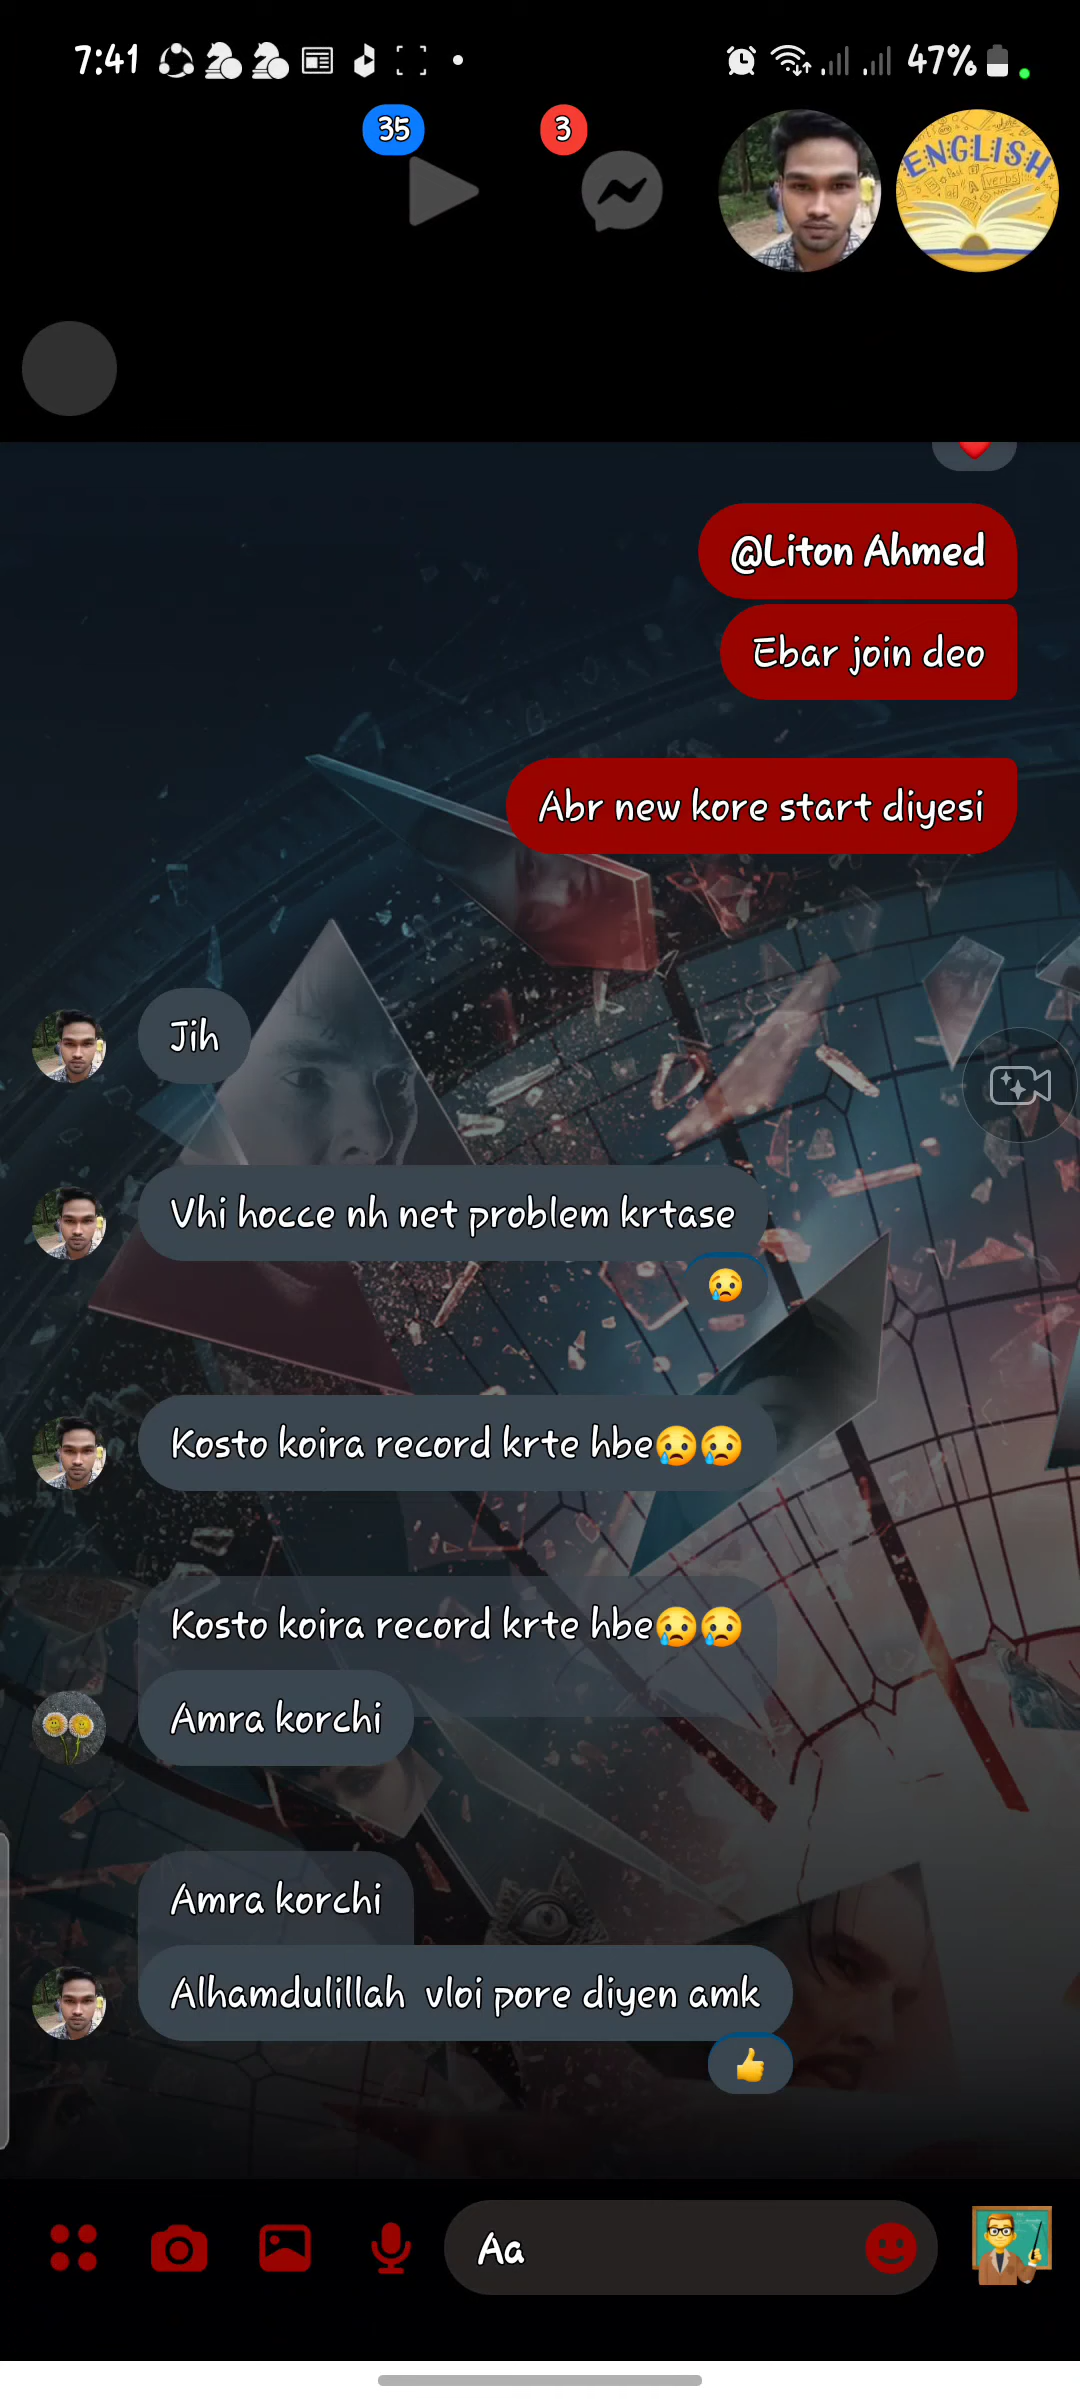 7:41
47%
35
3
ENGLISH
verbs
@Liton Ahmed
Ebar join deo
Abr new kore start diyesi
Jih
Vhi hocce nh net problem krtase
Kosto koira record krte hbe😥😥
Kosto koira record krte hbe😥😥
Amra korchi
Amra korchi
Alhamdulillah vloi pore diyen amk
Aa